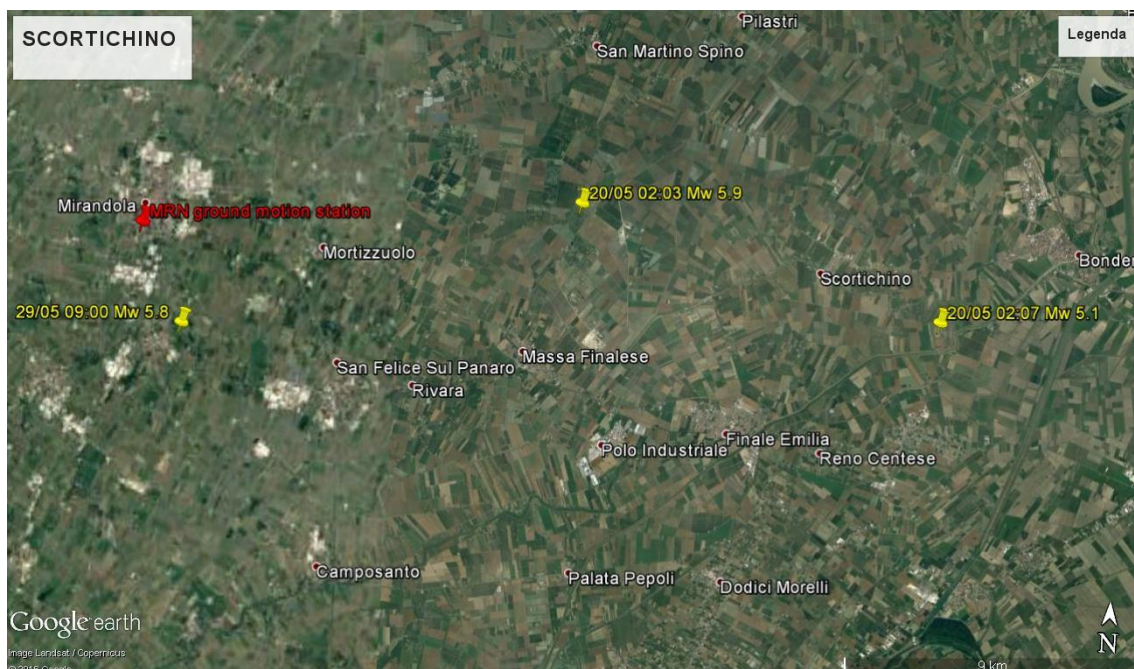 SCORTICHINO
Legenda
Pilastri
San Martino Spino
20/05 02:03 Mw 5.9
Mirandola
MRN ground motion station
Mortizzuolo
Scortichino
Bonden
29/05 09:00 Mw 5.8
20/05 02:07 Mw 5.1
Massa Finalese
San Felice Sul Panaro
Rivara
Finale Emilia
Polo Industriale
Reno Centese
Camposanto
Palata Pepoli
Dodici Morelli
Google earth
N
Image Landsat / Copernicus
9 km